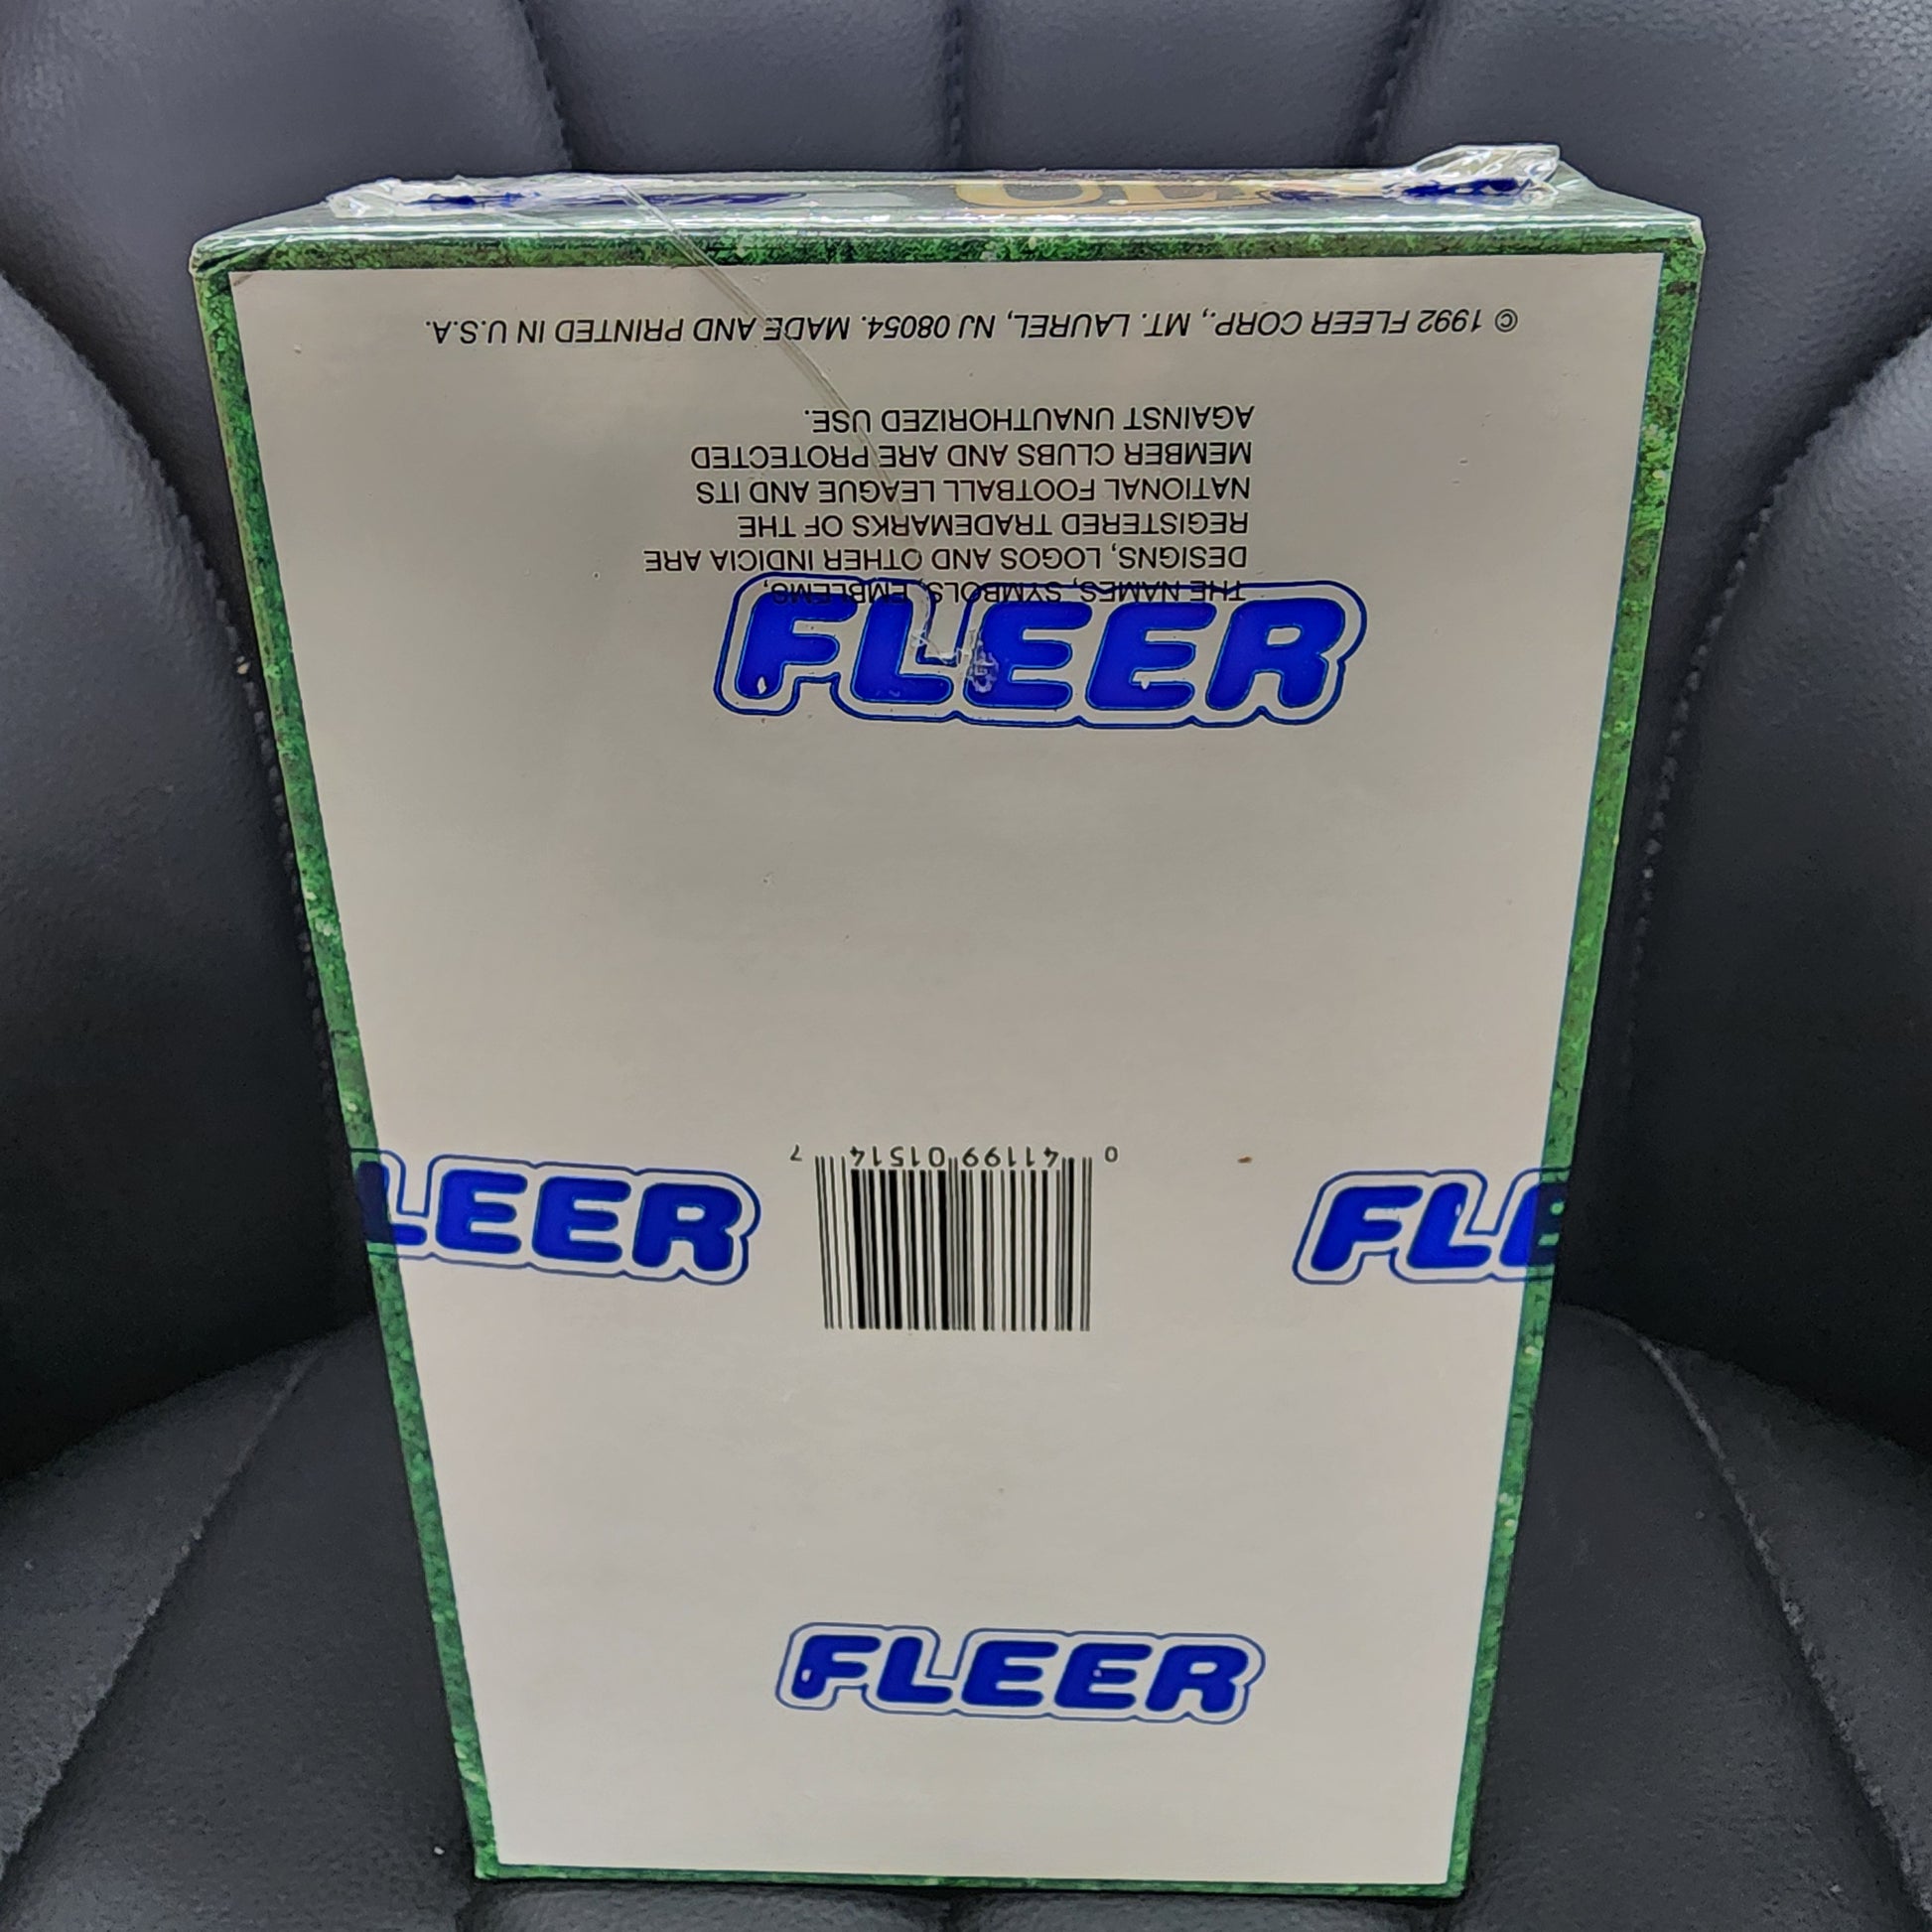 FLEER
FLEER
FLE
FLEER
0 41199 01514 7
THE NAMES, SYMBOLS, EMBLEMS,
DESIGNS, LOGOS AND OTHER INDICIA ARE
REGISTERED TRADEMARKS OF THE
NATIONAL FOOTBALL LEAGUE AND ITS
MEMBER CLUBS AND ARE PROTECTED
AGAINST UNAUTHORIZED USE.
© 1992 FLEER CORP., MT. LAUREL, NJ 08054. MADE AND PRINTED IN U.S.A.